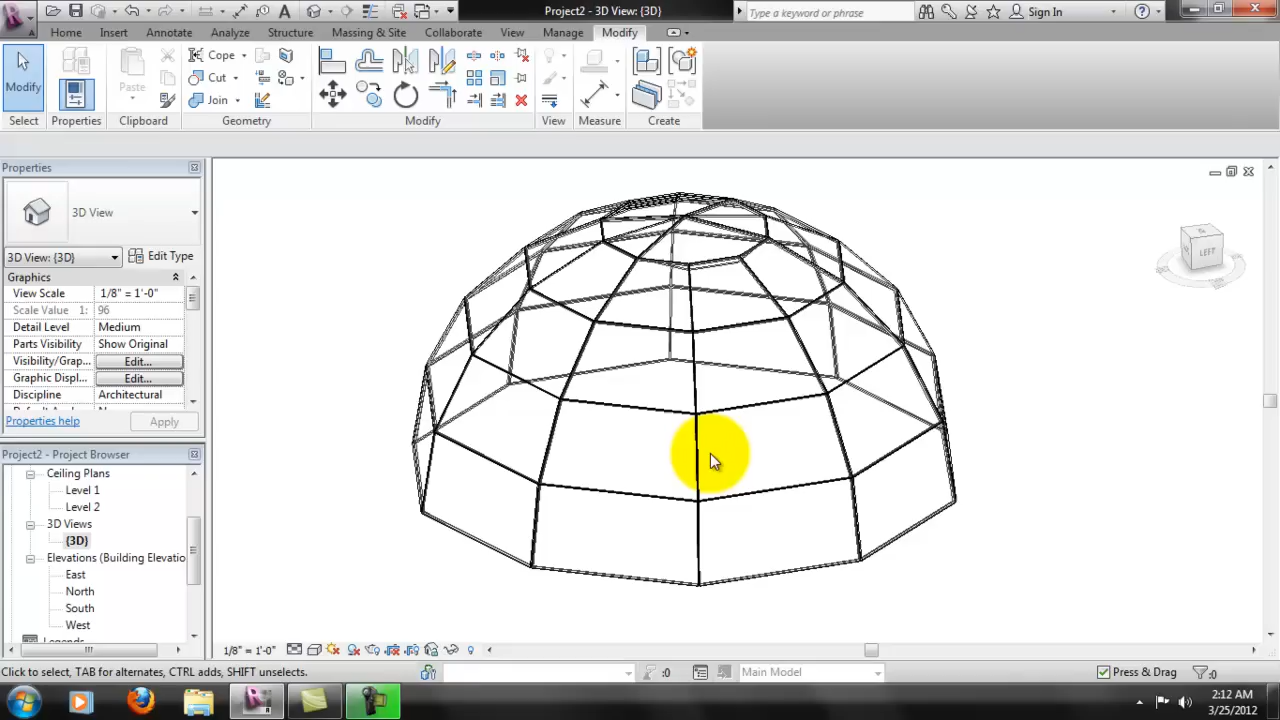 Project2 - 3D View: {3D}
Type a keyword or phrase
Sign In
Home Insert Annotate Analyze Structure Massing & Site Collaborate View Manage Modify
Modify
Paste
Cope
Cut
Join
Select Properties Clipboard Geometry Modify View Measure Create
Properties
3D View
3D View: {3D} Edit Type
Graphics
View Scale 1/8" = 1'-0"
Scale Value 1: 96
Detail Level Medium
Parts Visibility Show Original
Visibility/Grap... Edit...
Graphic Displ... Edit...
Discipline Architectural
Properties help Apply
Project2 - Project Browser
Ceiling Plans
Level 1
Level 2
3D Views
{3D}
Elevations (Building Elevatio
East
North
South
West
LEFT
1/8" = 1'-0"
Click to select, TAB for alternates, CTRL adds, SHIFT unselects.
:0
Main Model
Press & Drag
:0
2:12 AM
3/25/2012